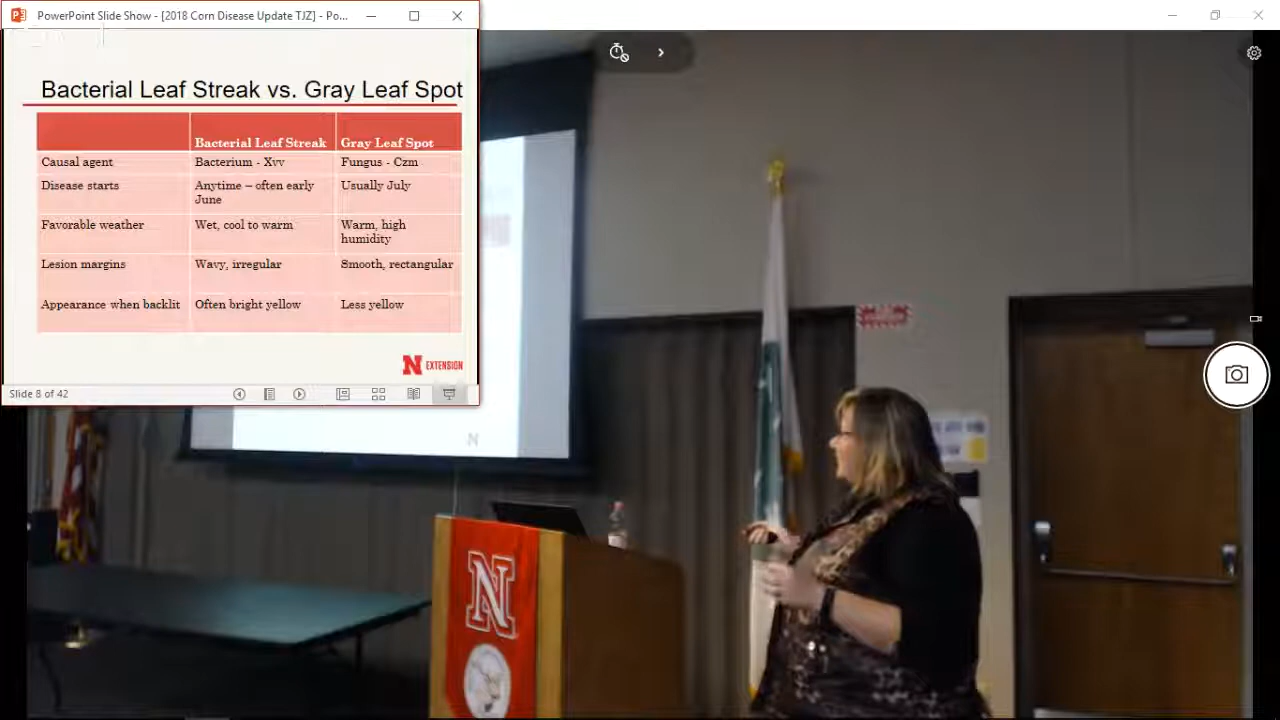 PowerPoint Slide Show - [2018 Corn Disease Update TJZ] - Po...
Bacterial Leaf Streak vs. Gray Leaf Spot
Bacterial Leaf Streak Gray Leaf Spot
Causal agent Bacterium - Xvv Fungus - Czm
Disease starts Anytime – often early June Usually July
Favorable weather Wet, cool to warm Warm, high humidity
Lesion margins Wavy, irregular Smooth, rectangular
Appearance when backlit Often bright yellow Less yellow
N EXTENSION
Slide 8 of 42
N
N